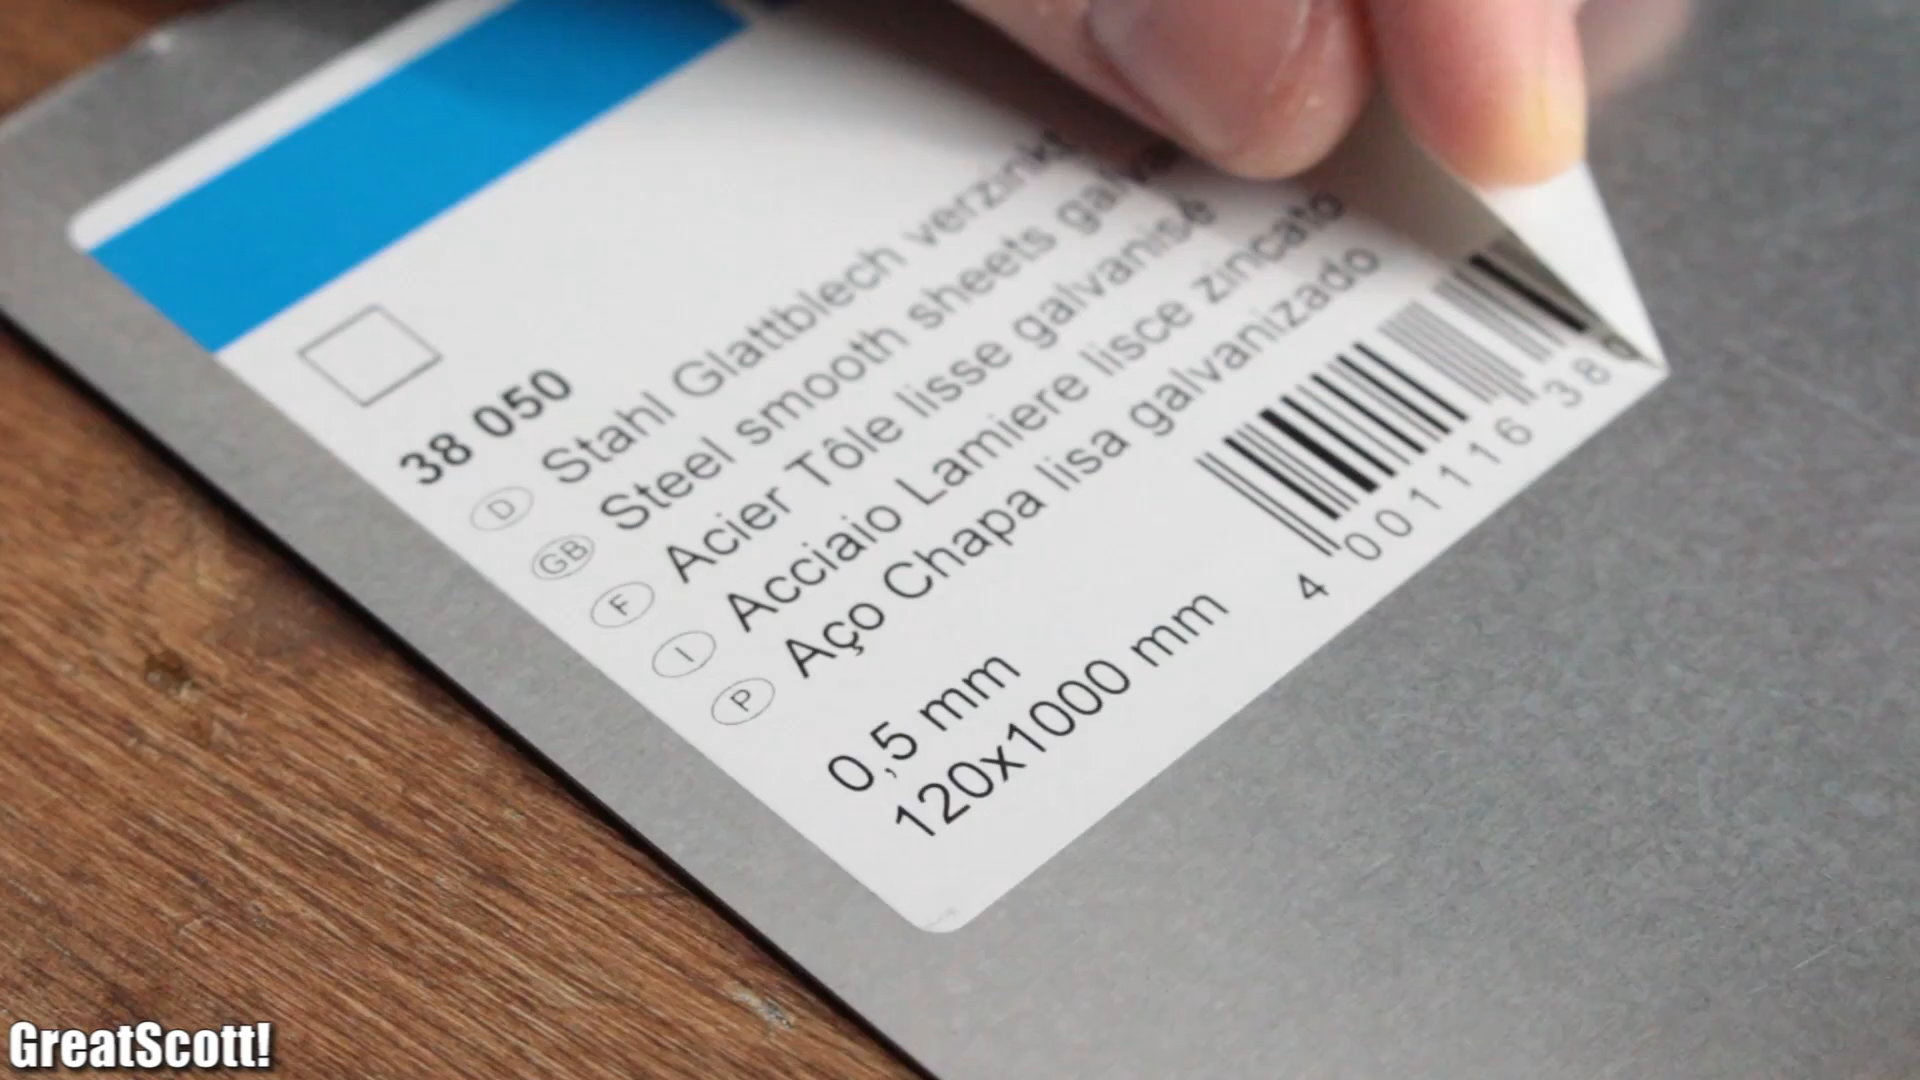 38 050
D Stahl Glattblech verzinkt
GB Steel smooth sheets
F Acier Tôle lisse galvanisé
I Acciaio Lamiere lisce zincato
P Aço Chapa lisa galvanizado
0,5 mm
120x1000 mm
4 001116 38
GreatScott!